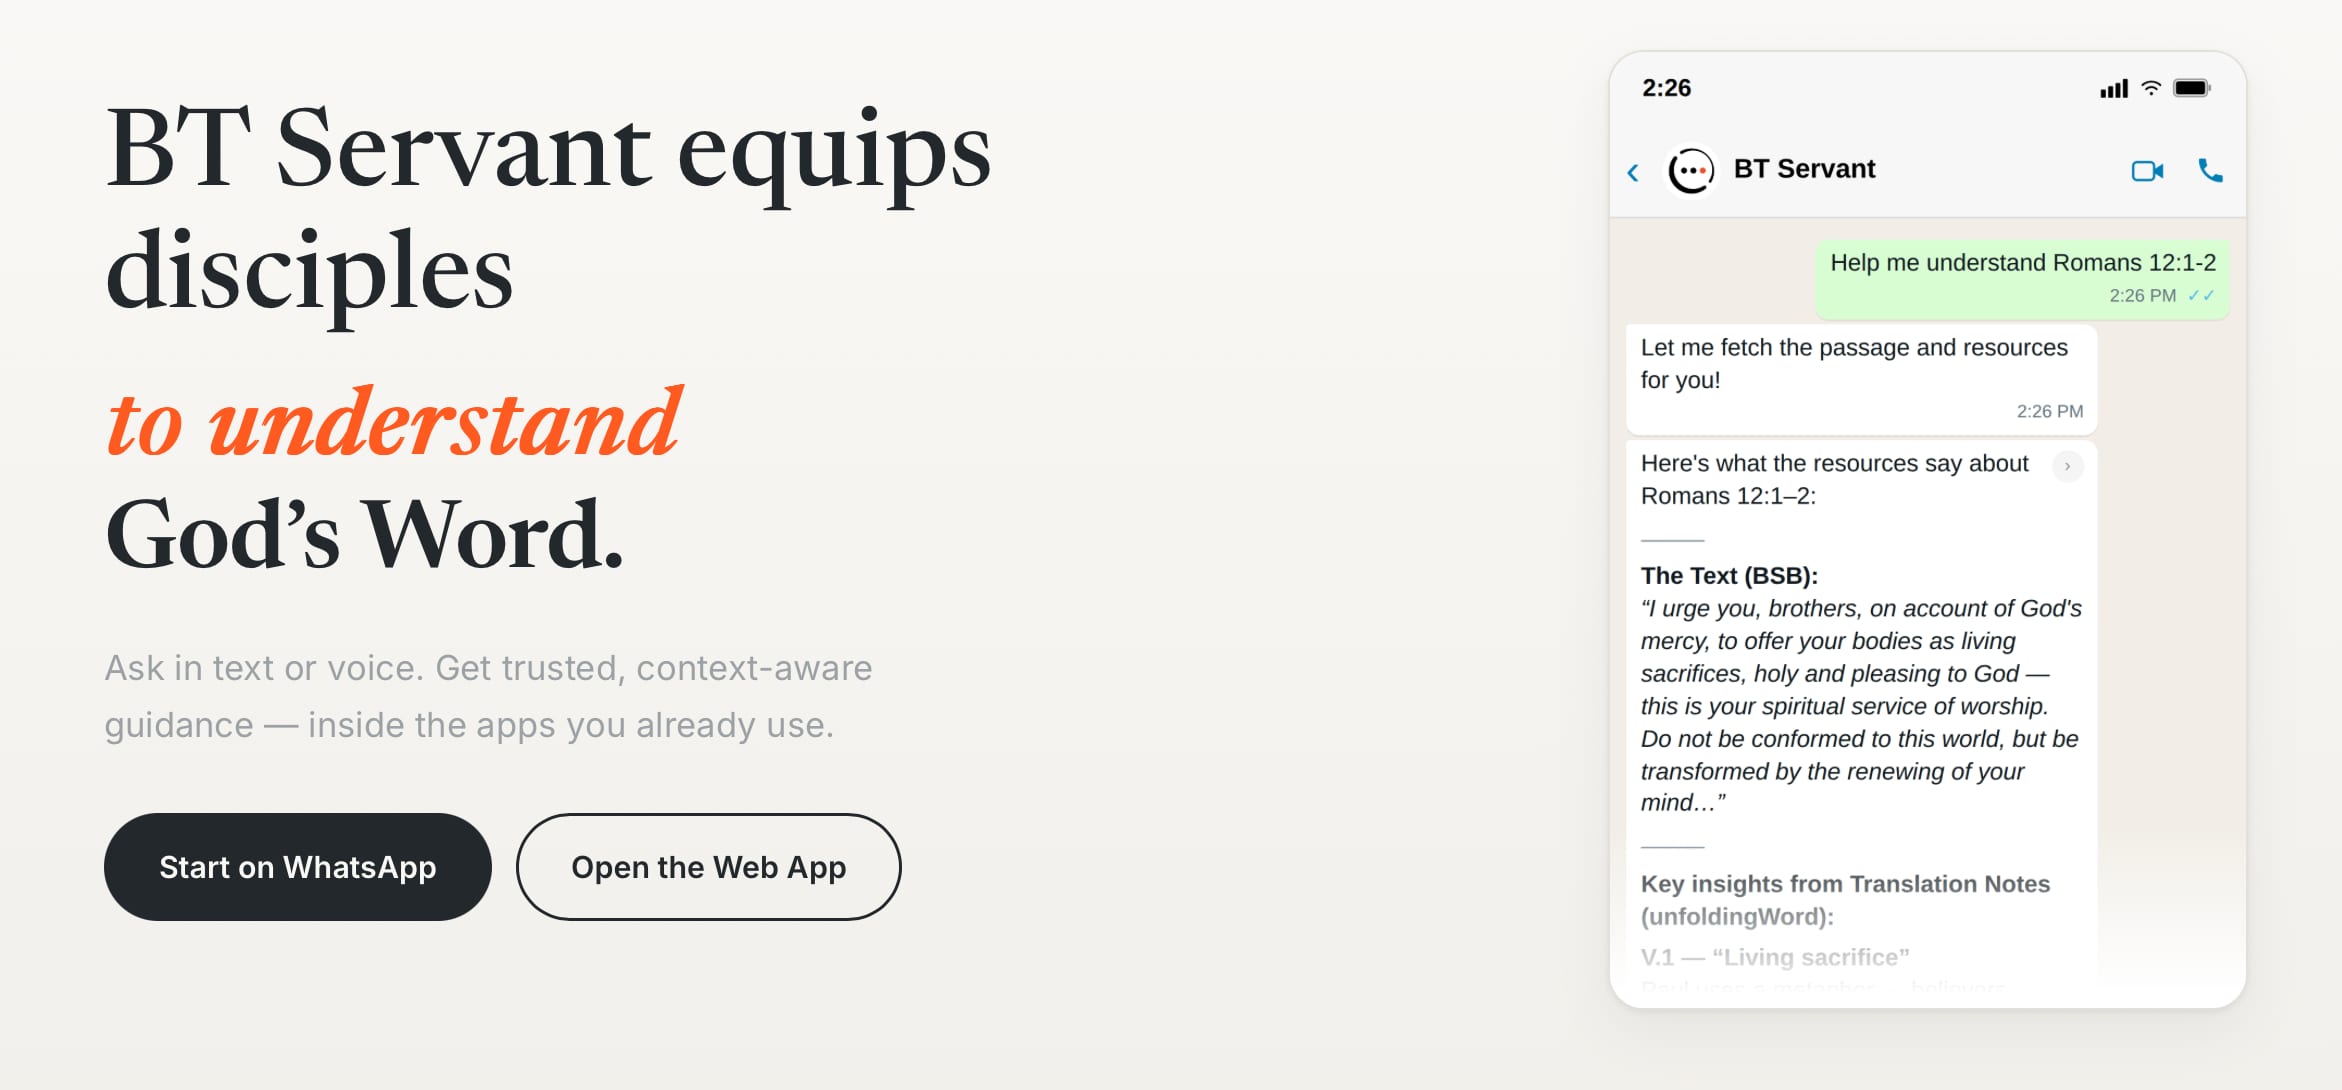 BT Servant equips
disciples
to understand
God’s Word.
Ask in text or voice. Get trusted, context-aware
guidance — inside the apps you already use.
Start on WhatsApp
Open the Web App
2:26
BT Servant
Help me understand Romans 12:1-2
2:26 PM ✓✓
Let me fetch the passage and resources
for you!
2:26 PM
Here's what the resources say about
Romans 12:1–2:
The Text (BSB):
“I urge you, brothers, on account of God's
mercy, to offer your bodies as living
sacrifices, holy and pleasing to God —
this is your spiritual service of worship.
Do not be conformed to this world, but be
transformed by the renewing of your
mind…”
Key insights from Translation Notes
(unfoldingWord):
V.1 — “Living sacrifice”
Paul uses a metaphor — believers